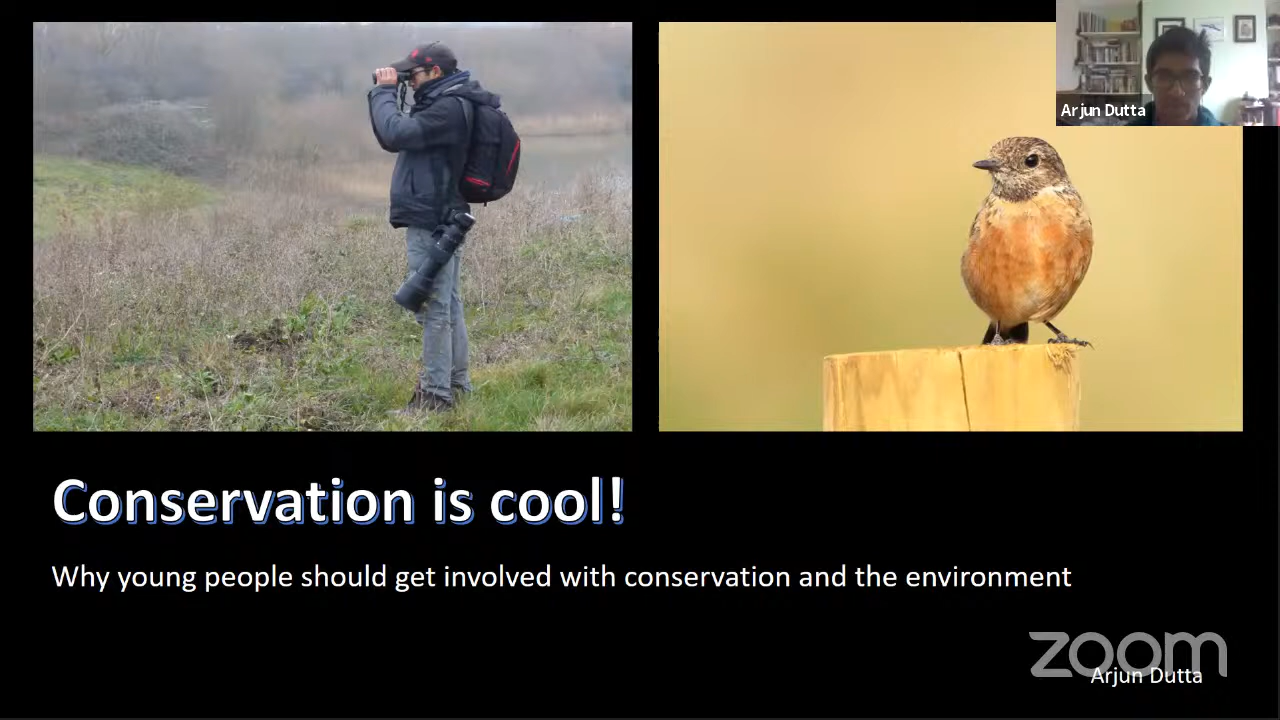 Arjun Dutta
Conservation is cool!
Why young people should get involved with conservation and the environment
zoom
Arjun Dutta